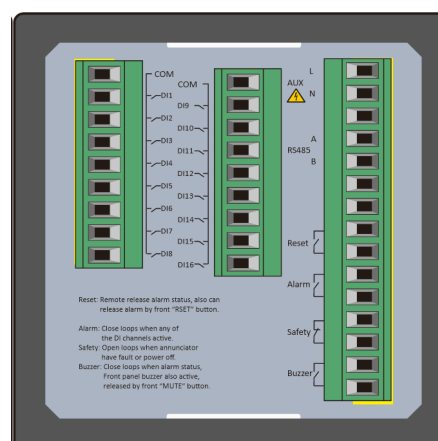 COM
DI1
DI2
DI3
DI4
DI5
DI6
DI7
DI8
COM
DI9
DI10
DI11
DI12
DI13
DI14
DI15
DI16
L
AUX
N
A
RS485
B
Reset
Alarm
Safety
Buzzer
Reset: Remote release alarm status, also can
release alarm by front "RSET" button.
Alarm: Close loops when any of
the DI channels active.
Safety: Open loops when annunciator
have fault or power off.
Buzzer: Close loops when alarm status,
Front panel buzzer also active,
released by front "MUTE" button.